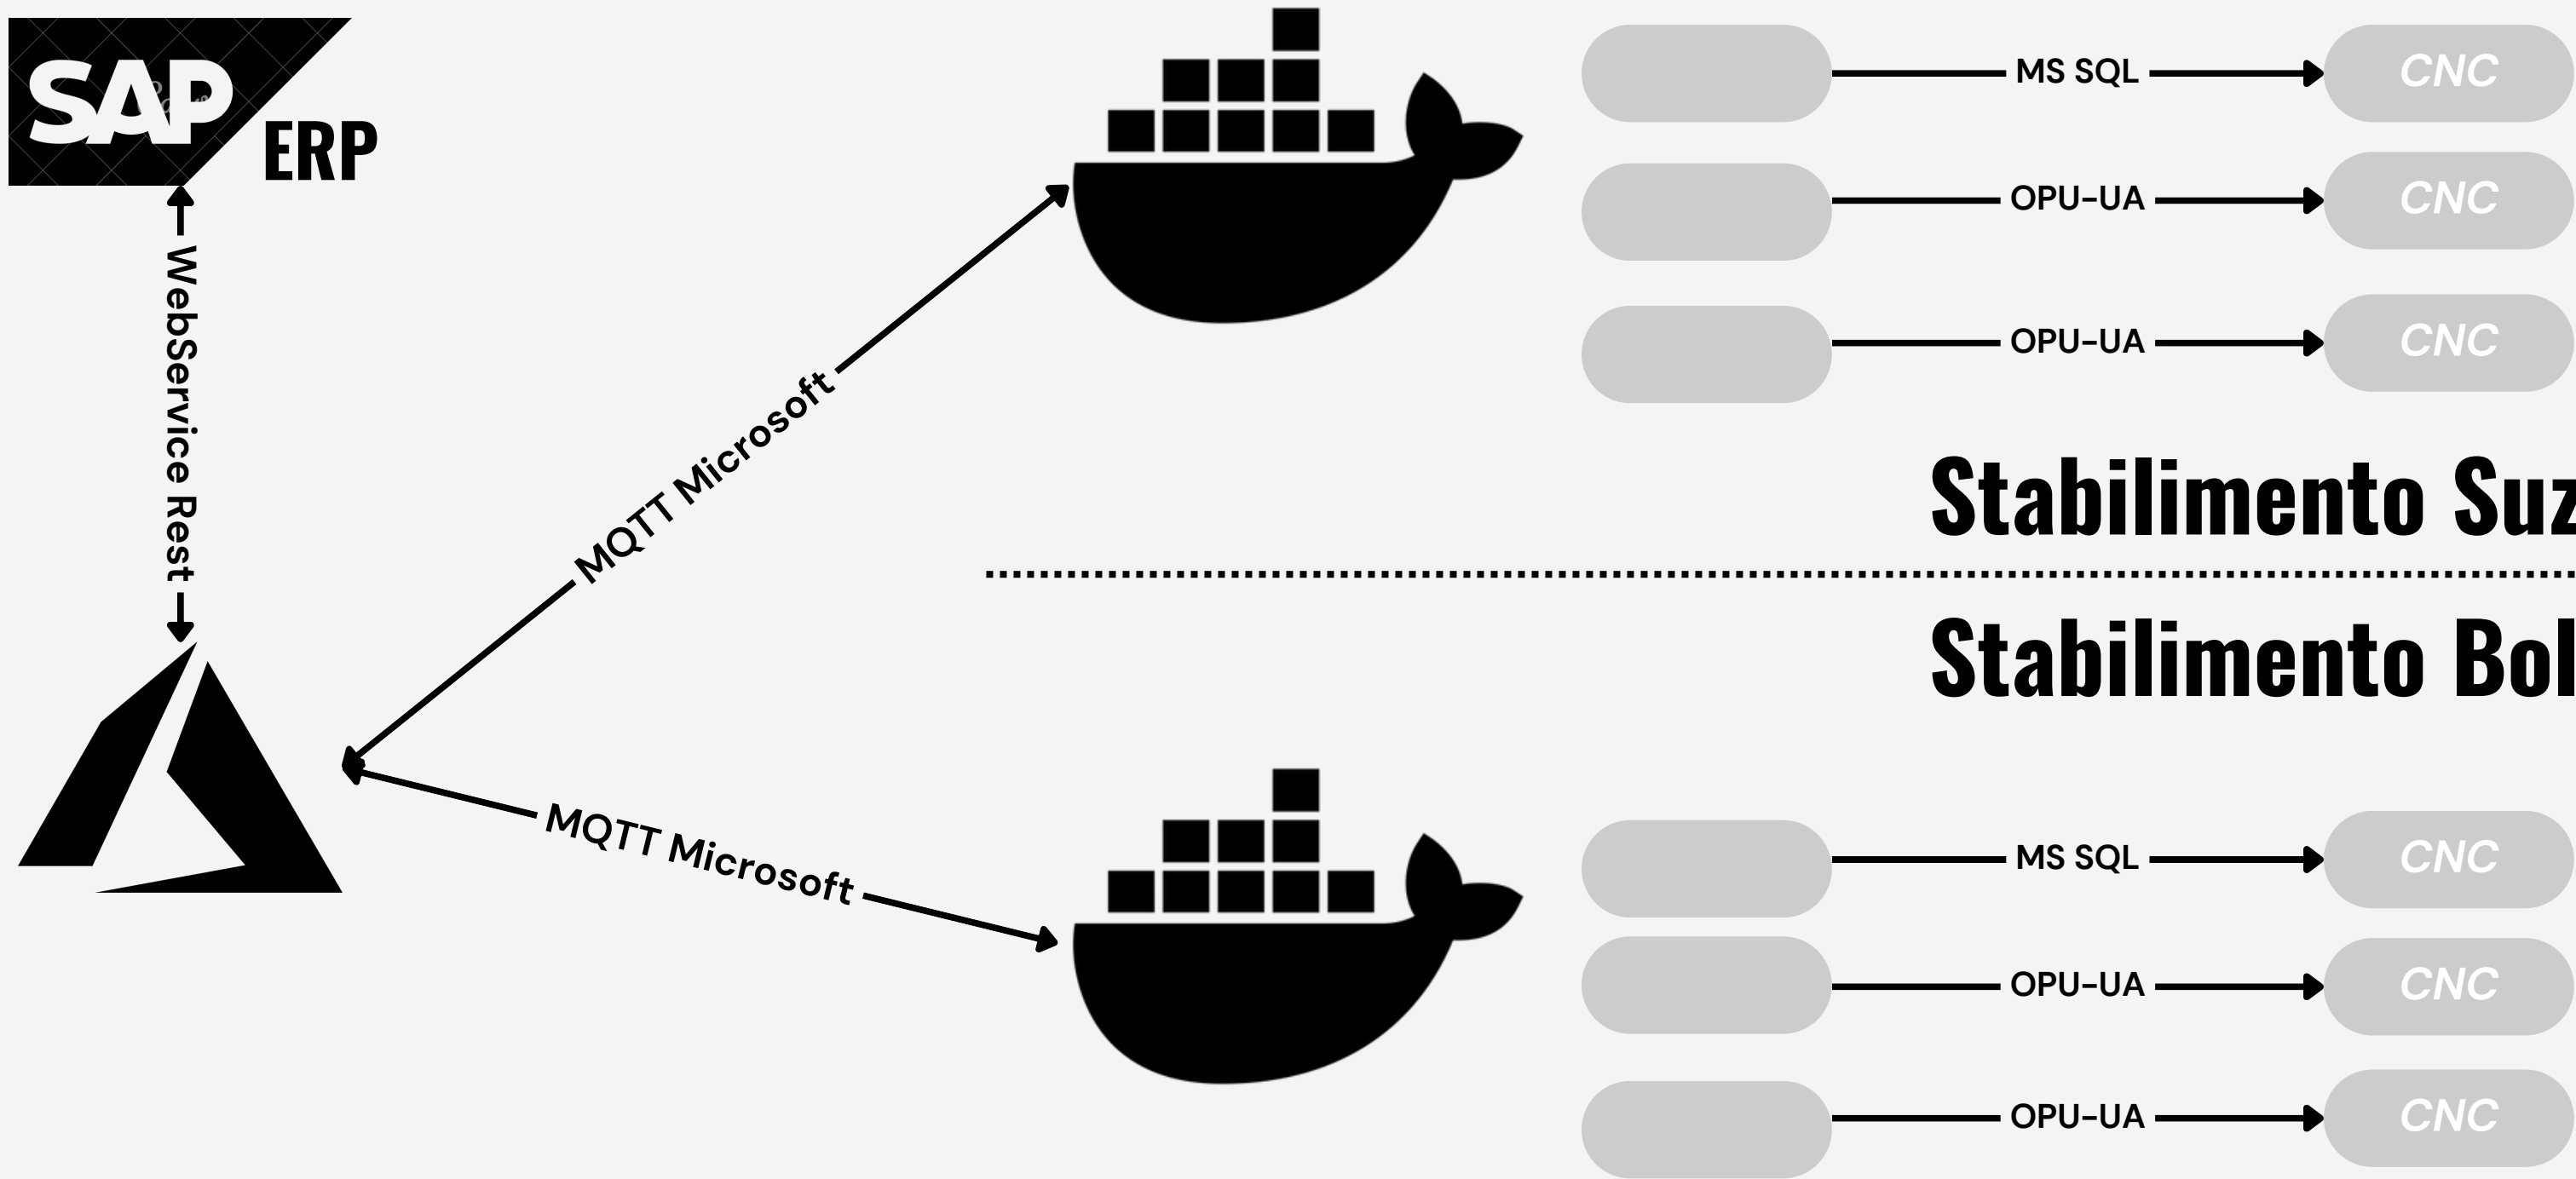 SAP
ERP
WebService Rest
MQTT Microsoft
MQTT Microsoft
MS SQL
CNC
OPU-UA
CNC
OPU-UA
CNC
Stabilimento Suz
Stabilimento Bol
MS SQL
CNC
OPU-UA
CNC
OPU-UA
CNC